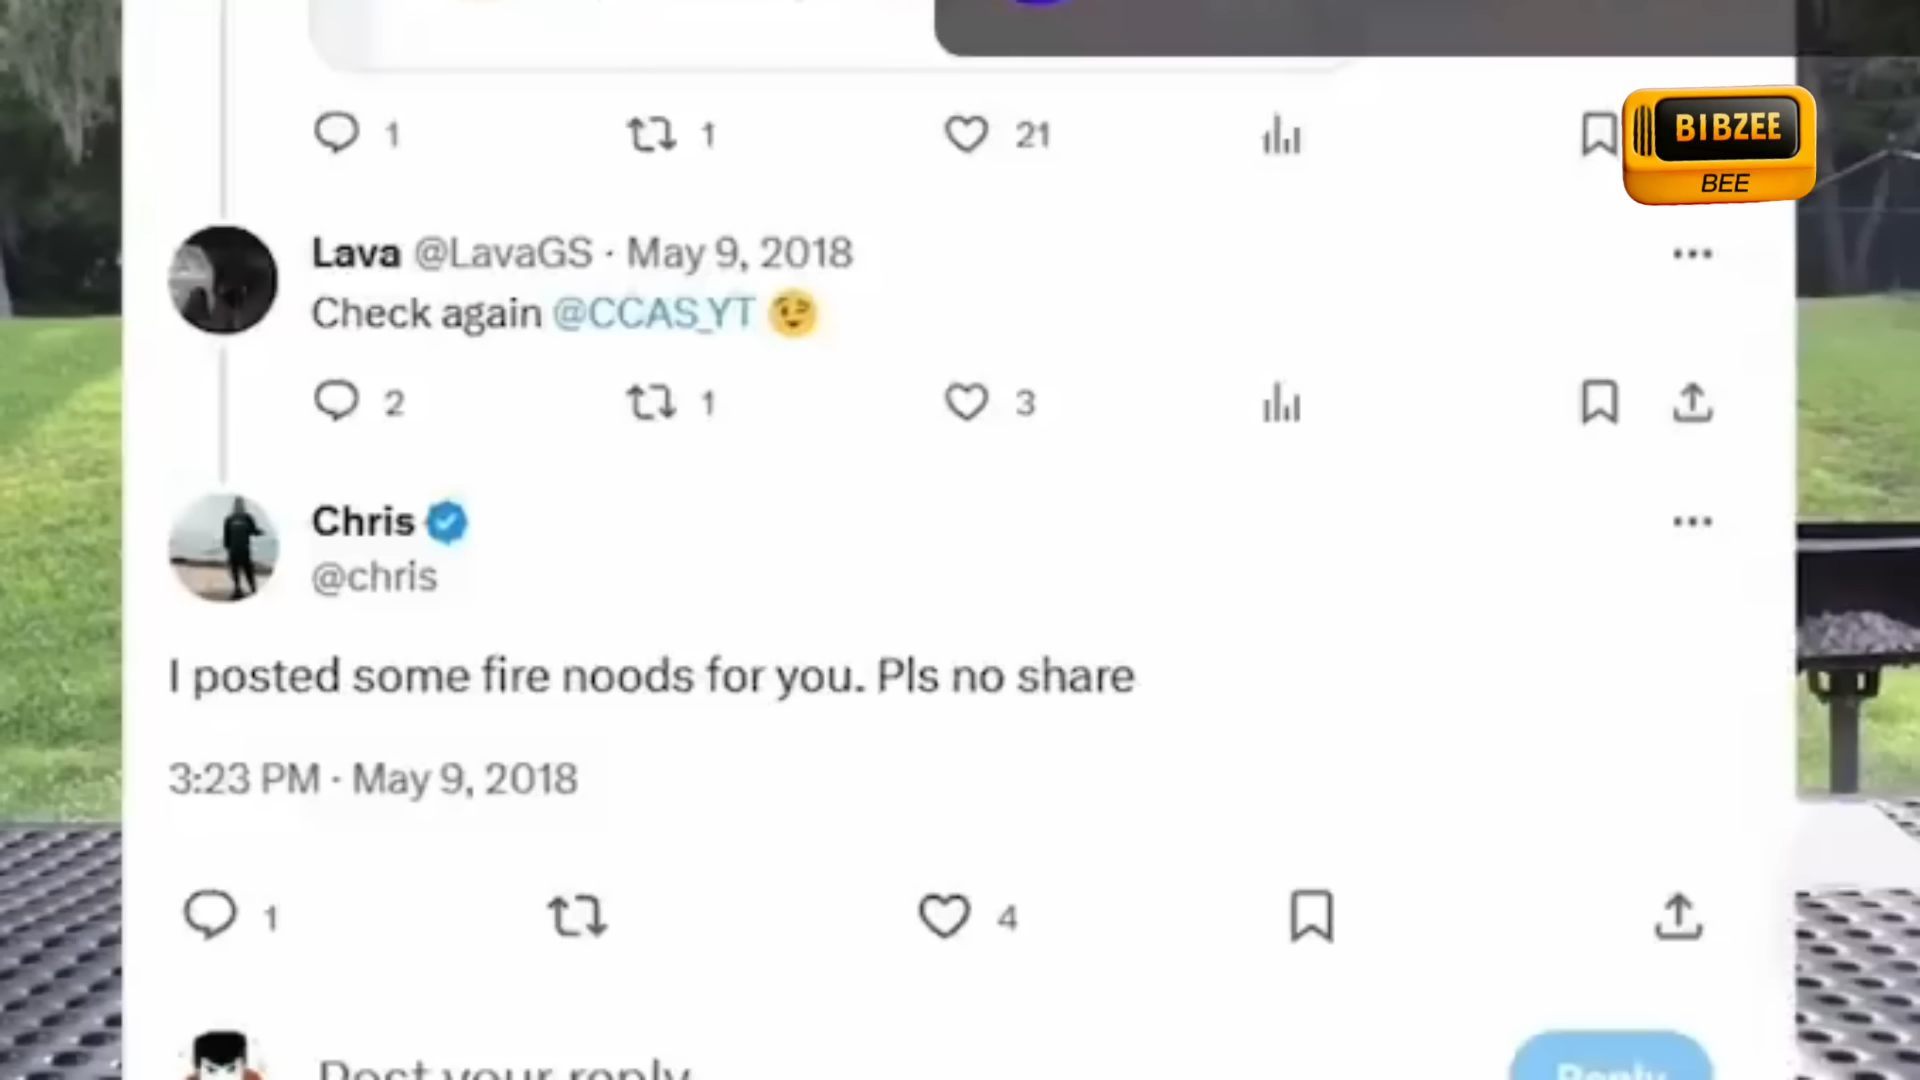 1 1 21
BIBZEE
BEE
Lava @LavaGS · May 9, 2018
Check again @CCAS_YT 😉
2 1 3
Chris
@chris
I posted some fire noods for you. Pls no share
3:23 PM · May 9, 2018
1 4
Post your reply
Reply